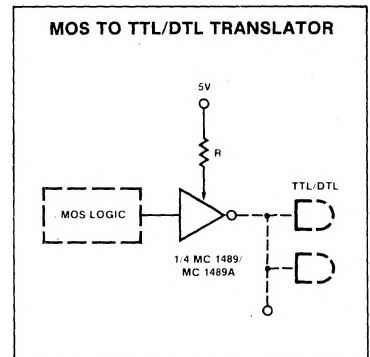 MOS TO TTL/DTL TRANSLATOR
5V
R
TTL/DTL
MOS LOGIC
1/4 MC 1489/
MC 1489A